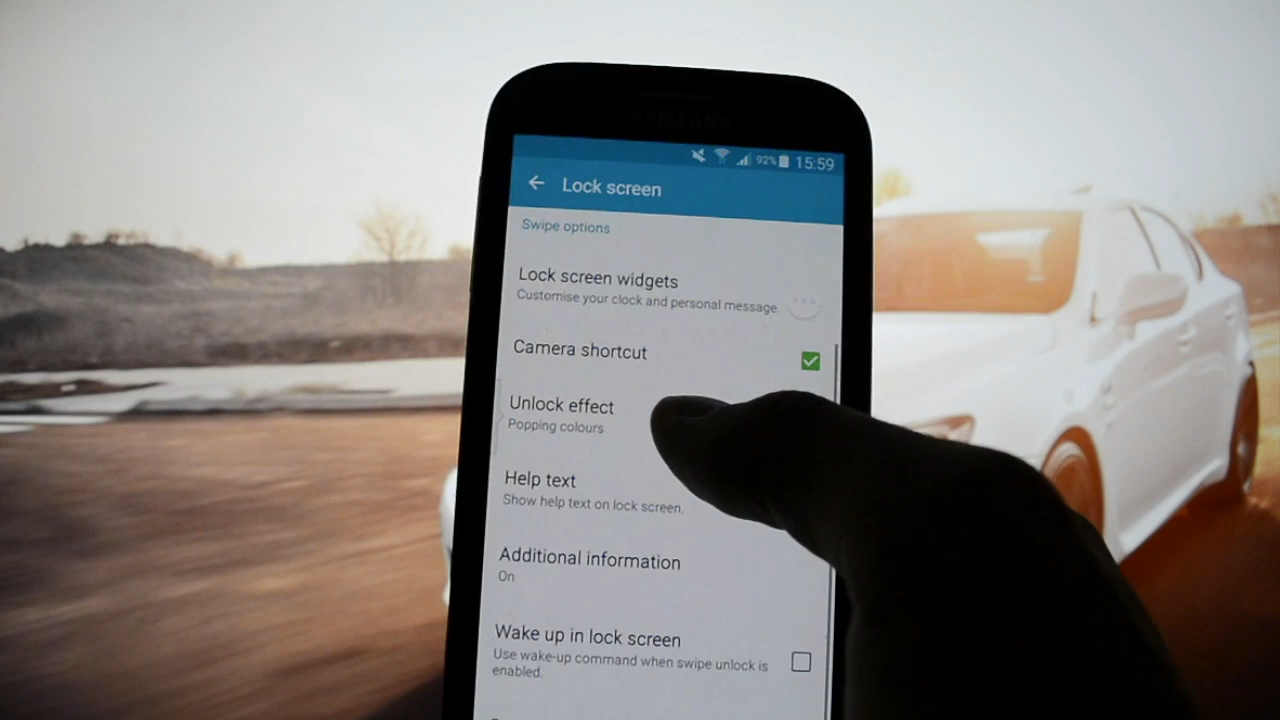 SAMSUNG
92% 15:59
Lock screen
Swipe options
Lock screen widgets
Customise your clock and personal message.
Camera shortcut
Unlock effect
Popping colours
Help text
Show help text on lock screen.
Additional information
On
Wake up in lock screen
Use wake-up command when swipe unlock is
enabled.